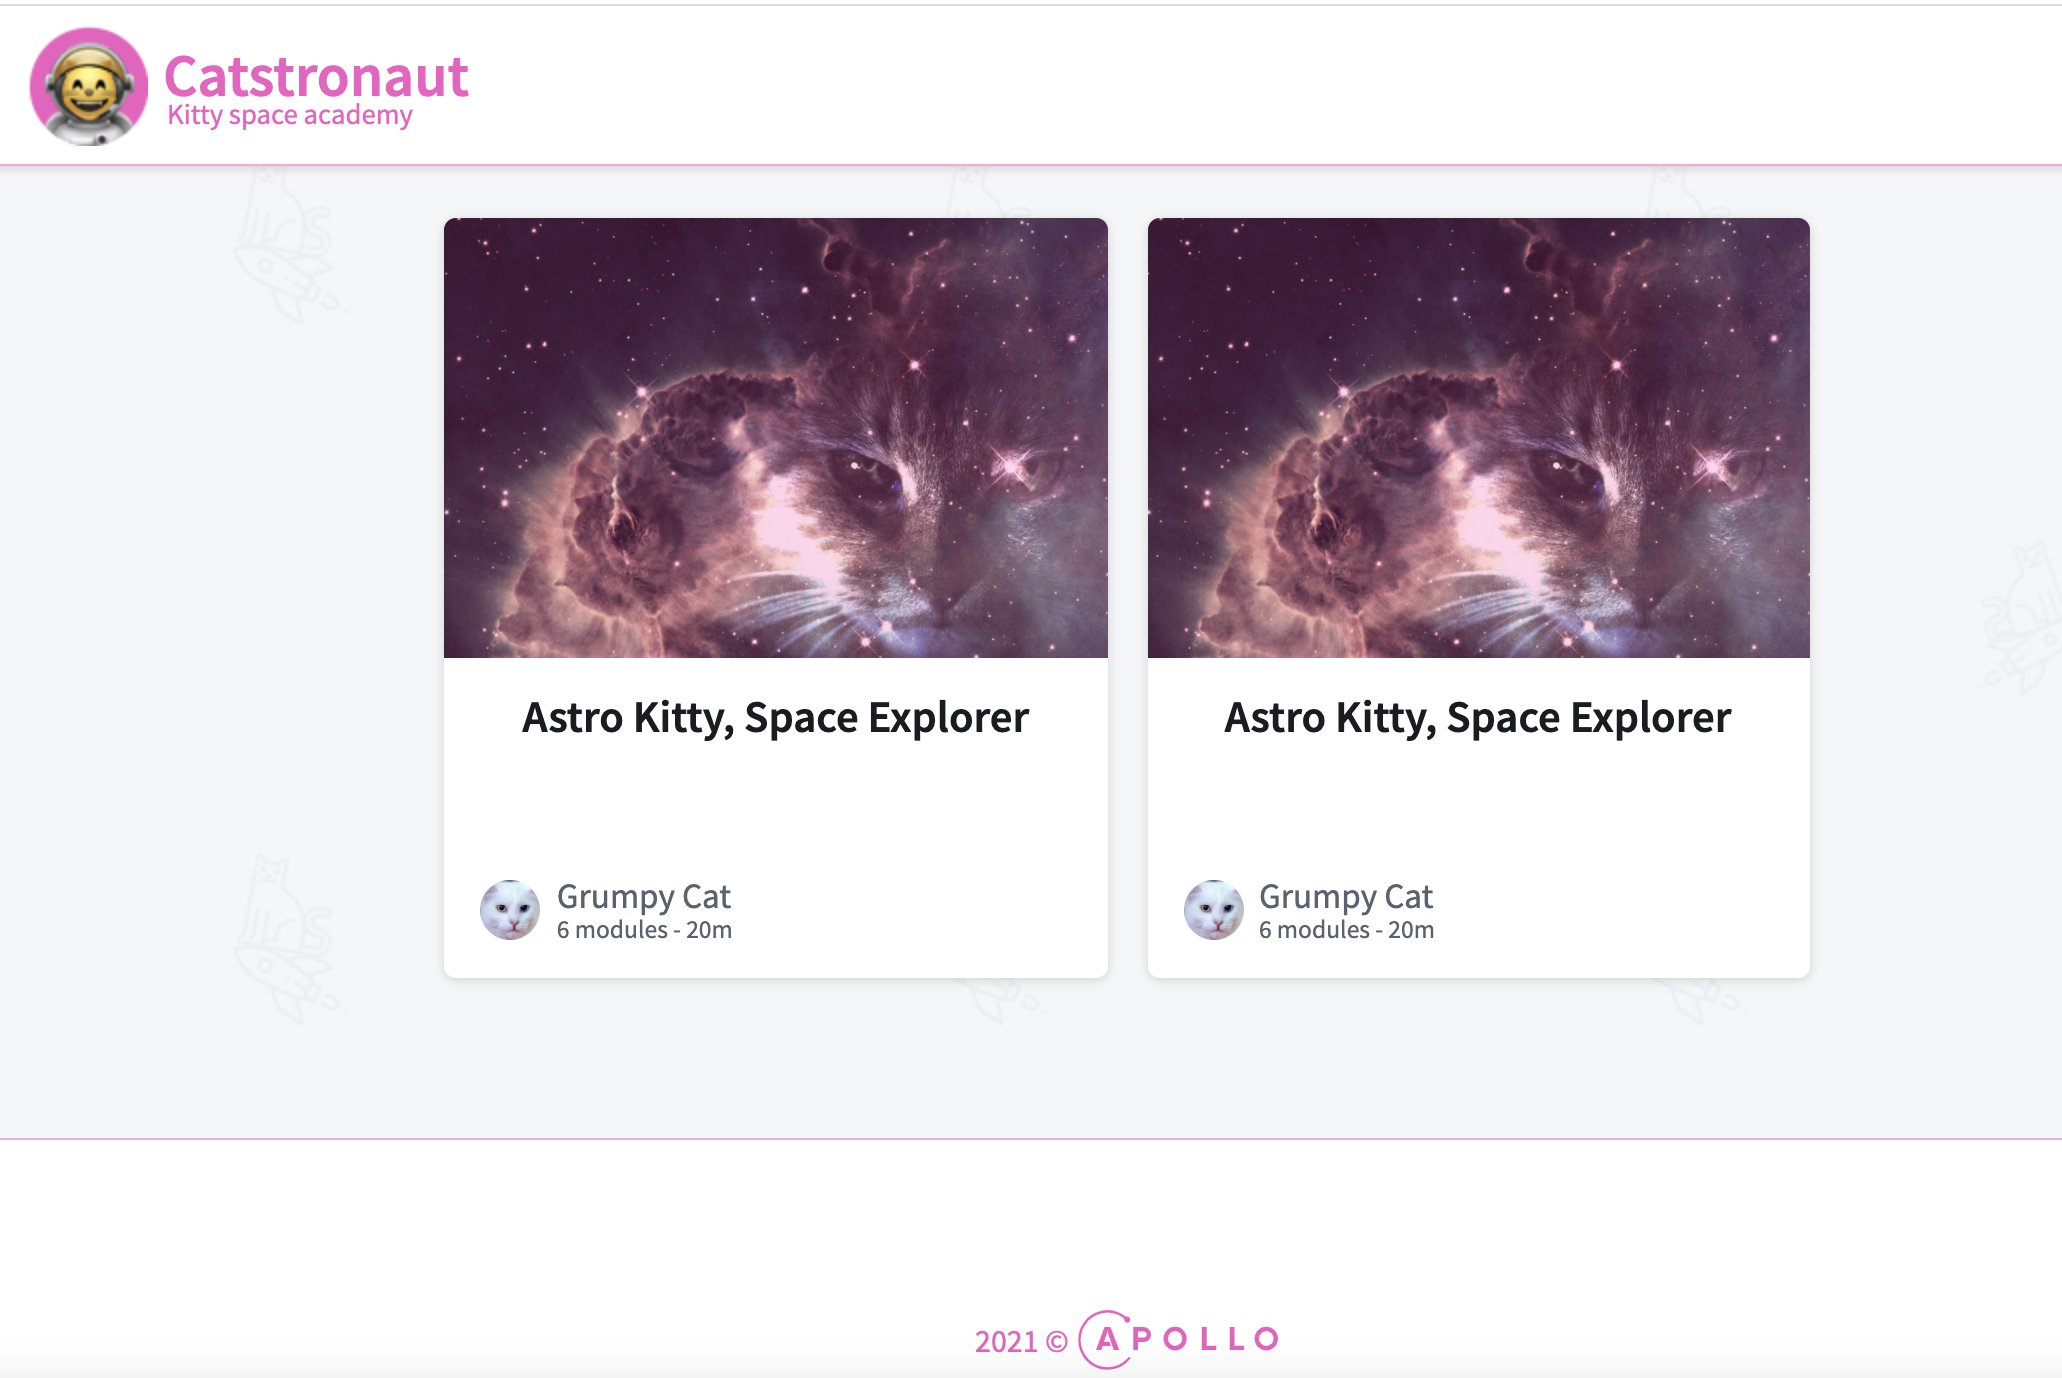 Catstronaut
Kitty space academy
Astro Kitty, Space Explorer
Grumpy Cat
6 modules - 20m
Astro Kitty, Space Explorer
Grumpy Cat
6 modules - 20m
2021 © APOLLO